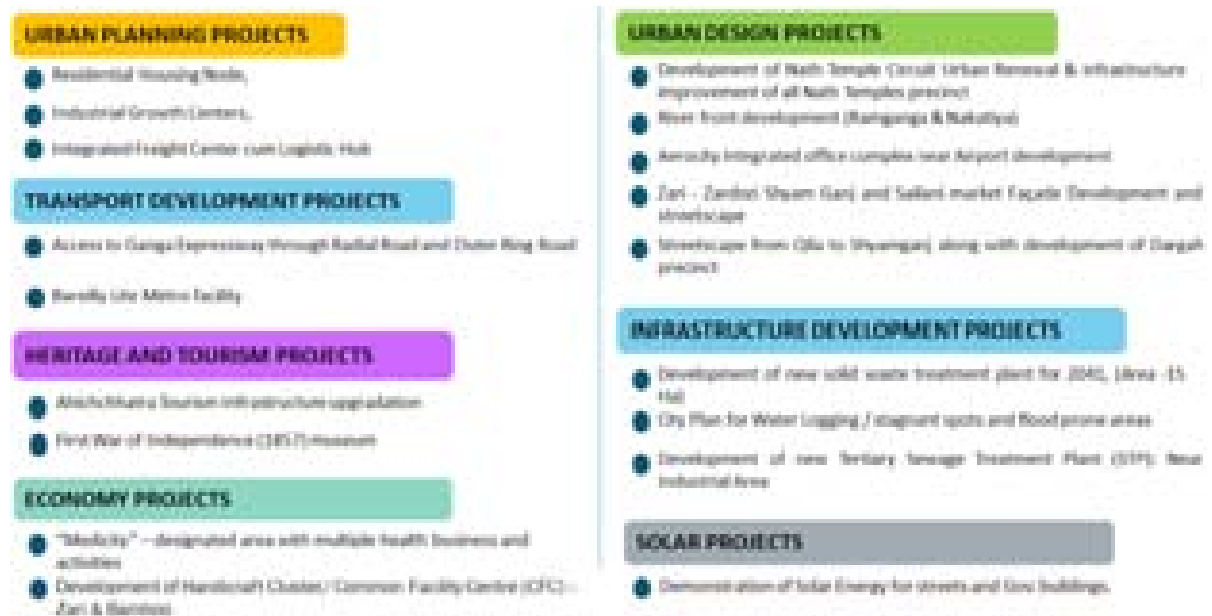 URBAN PLANNING PROJECTS
Residential Housing Node,
Industrial Growth Centers,
Integrated Freight Center cum Logistic Hub
TRANSPORT DEVELOPMENT PROJECTS
Access to Ganga Expressway through Radial Road and Outer Ring Road
Bareilly Lite Metro Facility
HERITAGE AND TOURISM PROJECTS
Ahichchhatra Tourism infrastructure upgradation
First War of Independence (1857) museum
ECONOMY PROJECTS
"Medicity" – designated area with multiple health business and
activities
Development of Handicraft Cluster/ Common Facility Centre (CFC) -
Zari & Bamboo
URBAN DESIGN PROJECTS
Development of Nath Temple Circuit Urban Renewal & infrastructure
improvement of all Nath Temples precinct
River front development (Ramganga & Nakatiya)
Aerocity Integrated office complex near Airport development
Zari - Zardozi Shyam Ganj and Sailani market Façade Development and
streetscape
Streetscape from Qila to Shyamganj along with development of Dargah
precinct
INFRASTRUCTURE DEVELOPMENT PROJECTS
Development of new solid waste treatment plant for 2041, (Area -15
Ha)
City Plan for Water Logging / stagnant spots and flood prone areas
Development of new Tertiary Sewage Treatment Plant (STP): Near
Industrial Area
SOLAR PROJECTS
Demonstration of Solar Energy for streets and Gov buildings.